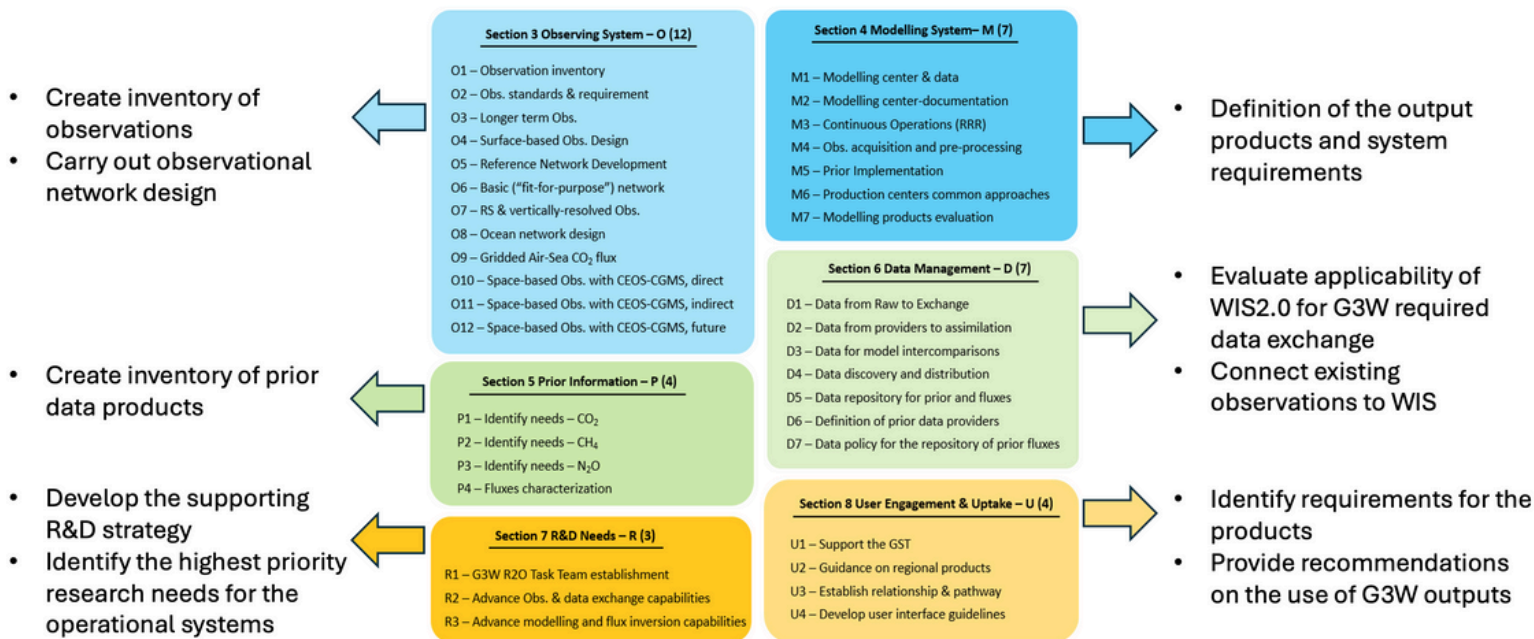 • Create inventory of
observations
• Carry out observational
network design
Section 3 Observing System – O (12)
O1 – Observation inventory
O2 – Obs. standards & requirement
O3 – Longer term Obs.
O4 – Surface-based Obs. Design
O5 – Reference Network Development
O6 – Basic (“fit-for-purpose”) network
O7 – RS & vertically-resolved Obs.
O8 – Ocean network design
O9 – Gridded Air-Sea CO₂ flux
O10 – Space-based Obs. with CEOS-CGMS, direct
O11 – Space-based Obs. with CEOS-CGMS, indirect
O12 – Space-based Obs. with CEOS-CGMS, future
Section 4 Modelling System– M (7)
M1 – Modelling center & data
M2 – Modelling center-documentation
M3 – Continuous Operations (RRR)
M4 – Obs. acquisition and pre-processing
M5 – Prior Implementation
M6 – Production centers common approaches
M7 – Modelling products evaluation
• Definition of the output
products and system
requirements
• Create inventory of prior
data products
Section 5 Prior Information – P (4)
P1 – Identify needs – CO₂
P2 – Identify needs – CH₄
P3 – Identify needs – N₂O
P4 – Fluxes characterization
Section 6 Data Management – D (7)
D1 – Data from Raw to Exchange
D2 – Data from providers to assimilation
D3 – Data for model intercomparisons
D4 – Data discovery and distribution
D5 – Data repository for prior and fluxes
D6 – Definition of prior data providers
D7 – Data policy for the repository of prior fluxes
• Evaluate applicability of
WIS2.0 for G3W required
data exchange
• Connect existing
observations to WIS
• Develop the supporting
R&D strategy
• Identify the highest priority
research needs for the
operational systems
Section 7 R&D Needs – R (3)
R1 – G3W R2O Task Team establishment
R2 – Advance Obs. & data exchange capabilities
R3 – Advance modelling and flux inversion capabilities
Section 8 User Engagement & Uptake – U (4)
U1 – Support the GST
U2 – Guidance on regional products
U3 – Establish relationship & pathway
U4 – Develop user interface guidelines
• Identify requirements for the
products
• Provide recommendations
on the use of G3W outputs